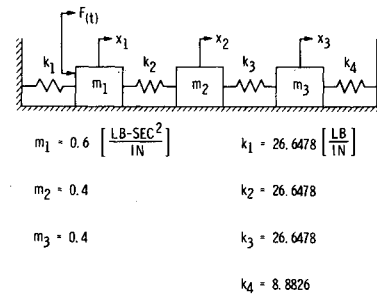 F(t)
x1 x2 x3
k1 k2 k3 k4
m1 m2 m3
m1 = 0.6 [LB-SEC²/IN] k1 = 26.6478 [LB/IN]
m2 = 0.4 k2 = 26.6478
m3 = 0.4 k3 = 26.6478
k4 = 8.8826